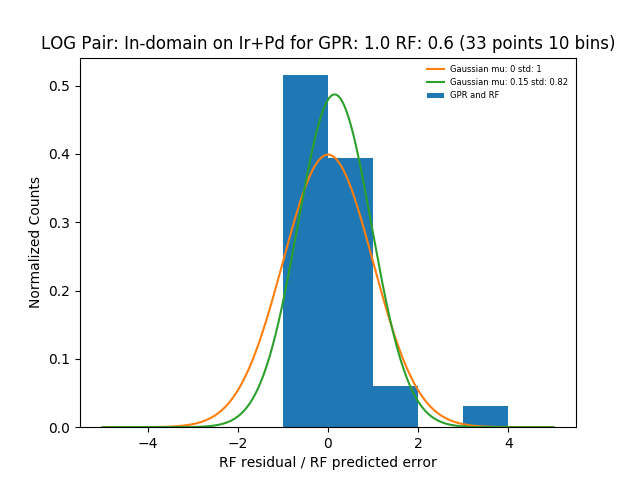 LOG Pair: In-domain on Ir+Pd for GPR: 1.0 RF: 0.6 (33 points 10 bins)
Gaussian mu: 0 std: 1
Gaussian mu: 0.15 std: 0.82
GPR and RF
Normalized Counts
0.5
0.4
0.3
0.2
0.1
0.0
−4 −2 0 2 4
RF residual / RF predicted error